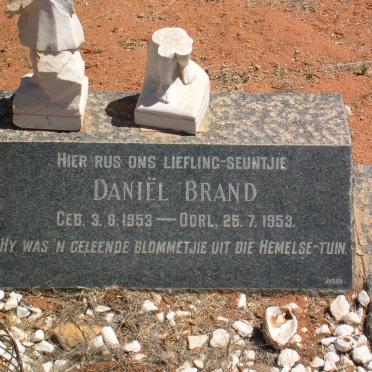 HIER RUS ONS LIEFLING-SEUNTJIE
DANIËL BRAND
GEB. 3. 6. 1953 — OORL. 25. 7. 1953.
HY WAS 'N GELEENDE BLOMMETJIE UIT DIE HEMELSE-TUIN.